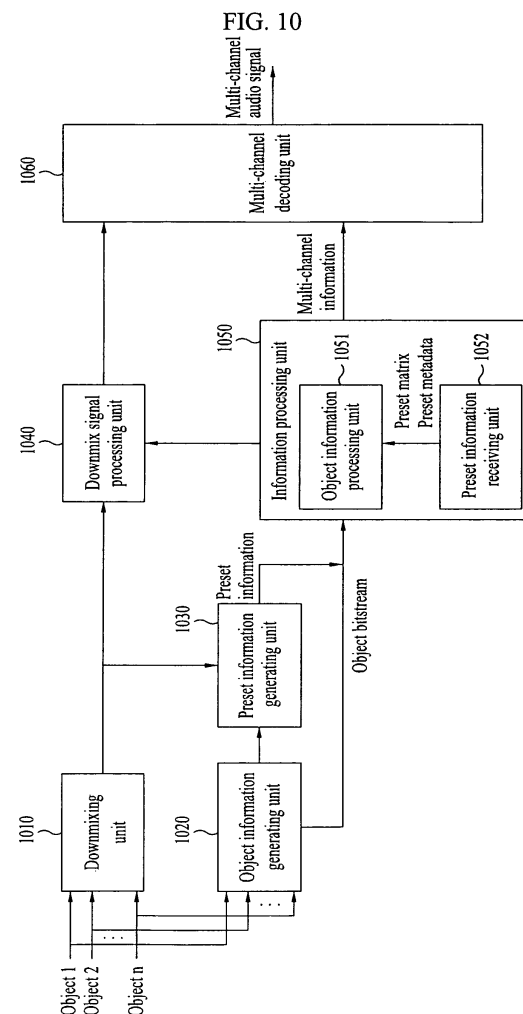 FIG. 10
Object 1
Object 2
Object n
. . .
. . .
1010
Downmixing
unit
1020
Object information
generating unit
1030
Preset information
generating unit
Preset
information
Object bitstream
1040
Downmix signal
processing unit
1050
Information processing unit
1051
Object information
processing unit
Preset matrix
Preset metadata
1052
Preset information
receiving unit
Multi-channel
information
1060
Multi-channel
decoding unit
Multi-channel
audio signal